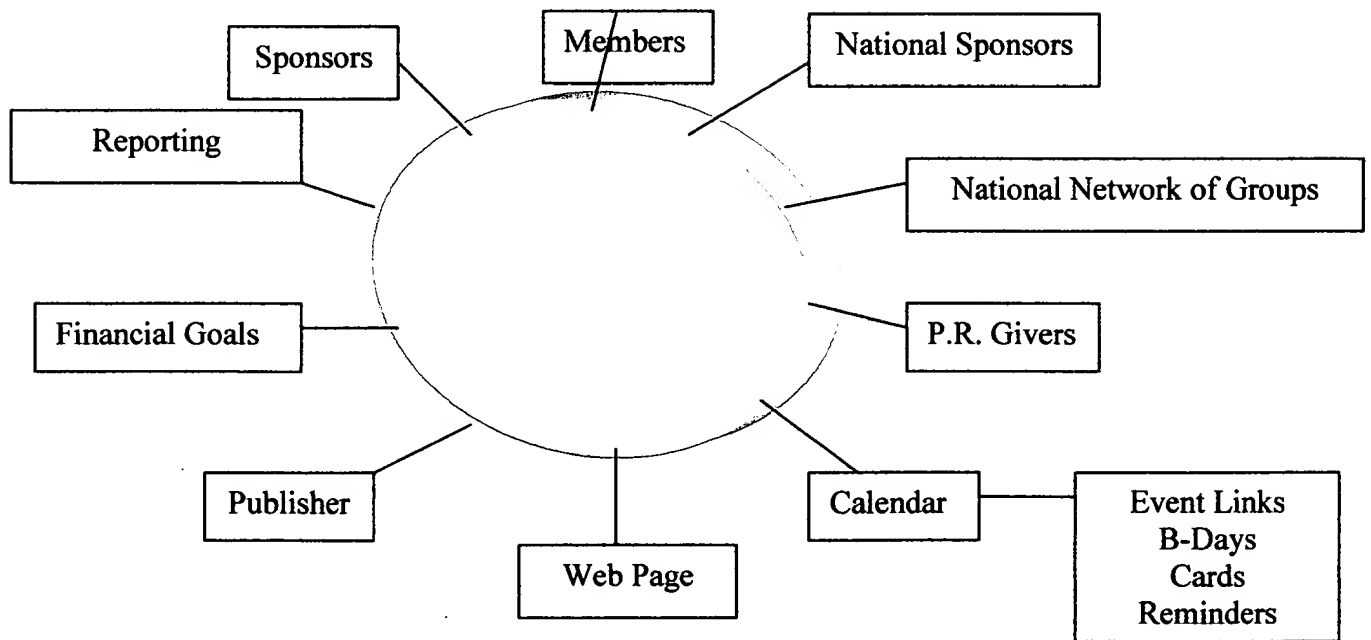 Members
National Sponsors
Sponsors
Reporting
National Network of Groups
Financial Goals
P.R. Givers
Publisher
Calendar
Event Links
B-Days
Cards
Reminders
Web Page